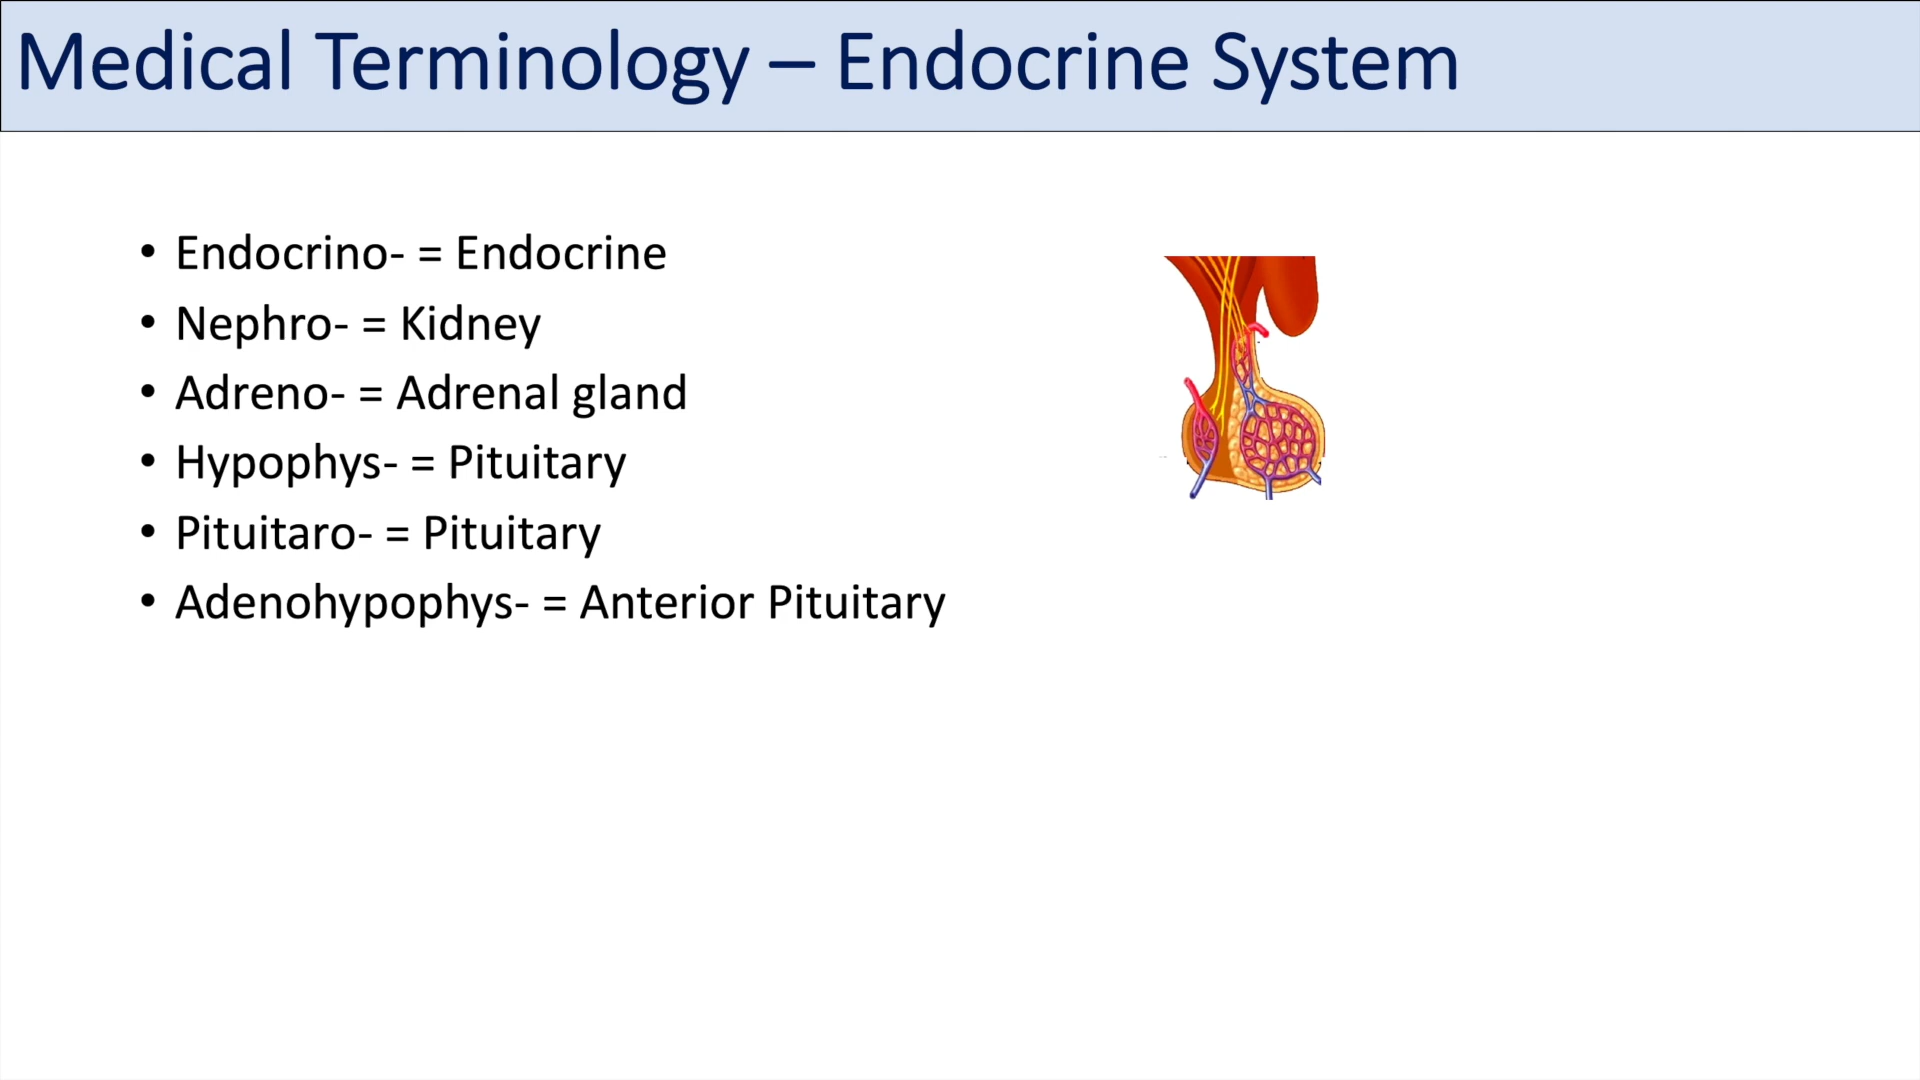 Medical Terminology – Endocrine System
• Endocrino- = Endocrine
• Nephro- = Kidney
• Adreno- = Adrenal gland
• Hypophys- = Pituitary
• Pituitaro- = Pituitary
• Adenohypophys- = Anterior Pituitary